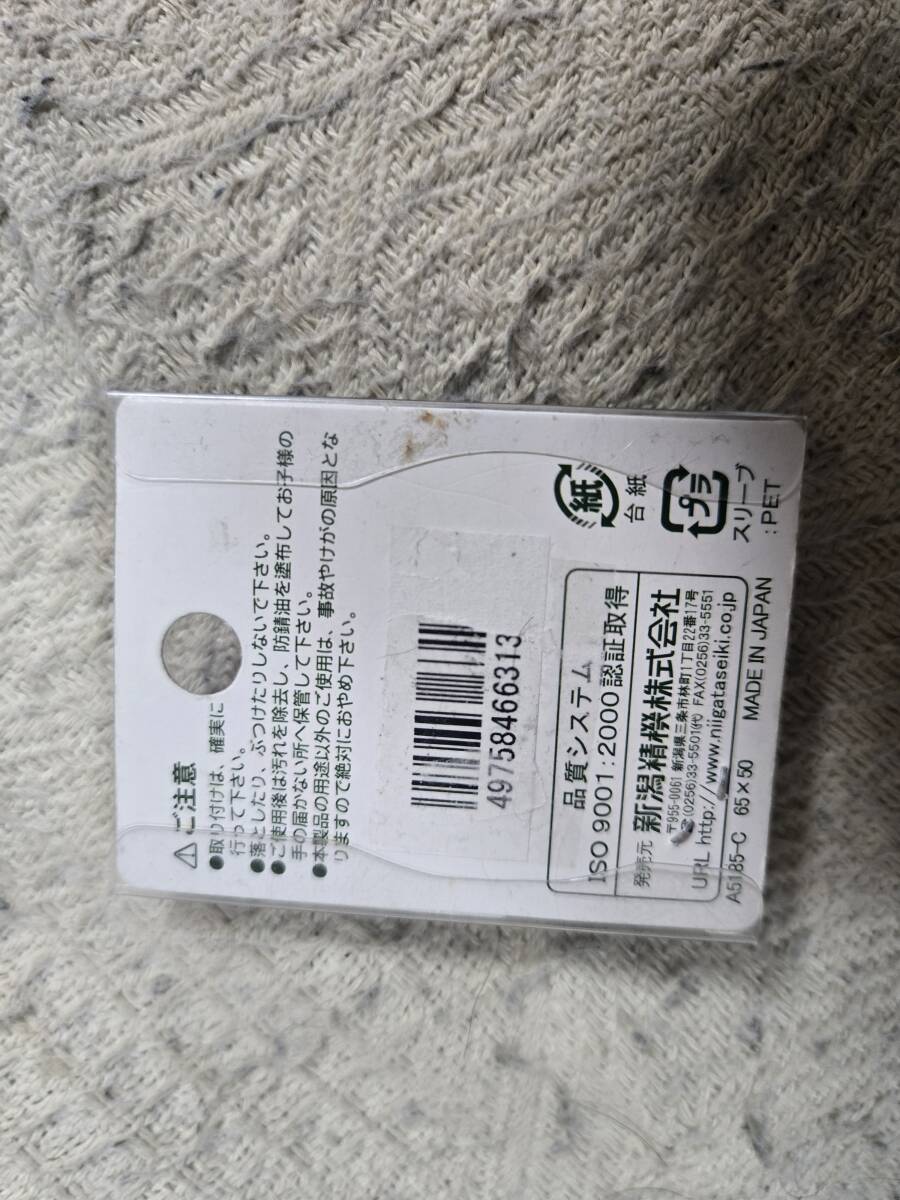 ⚠ご注意
●取り付けは、確実に
行って下さい。
●落としたり、ぶつけたりしないで下さい。
●ご使用後は汚れを除去し、防錆油を塗布してお子様の
手の届かない所へ保管して下さい。
●本製品の用途以外のご使用は、事故やけがの原因とな
りますので絶対におやめ下さい。
4975846466313
紙
台紙
プラ
スリーブ
:PET
品質システム
ISO 9001:2000 認証取得
発売元 新潟精機株式会社
〒955-0061 新潟県三条市林町1丁目22番17号
(0256)33-5501(代) FAX(0256)33-5551
URL http://www.niigataseiki.co.jp
A5185-C 65×50 MADE IN JAPAN